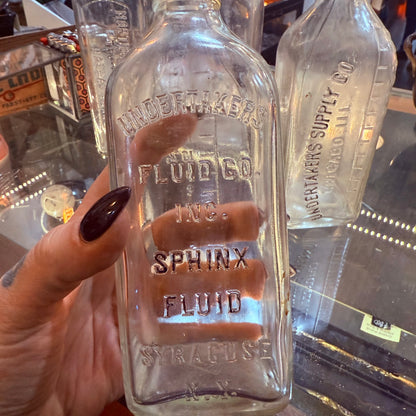 UNDERTAKERS
FLUID CO.
INC.
SPHINX
FLUID
SYRACUSE
N.Y.
UNDERTAKERS SUPPLY CO.
CHICAGO ILL.